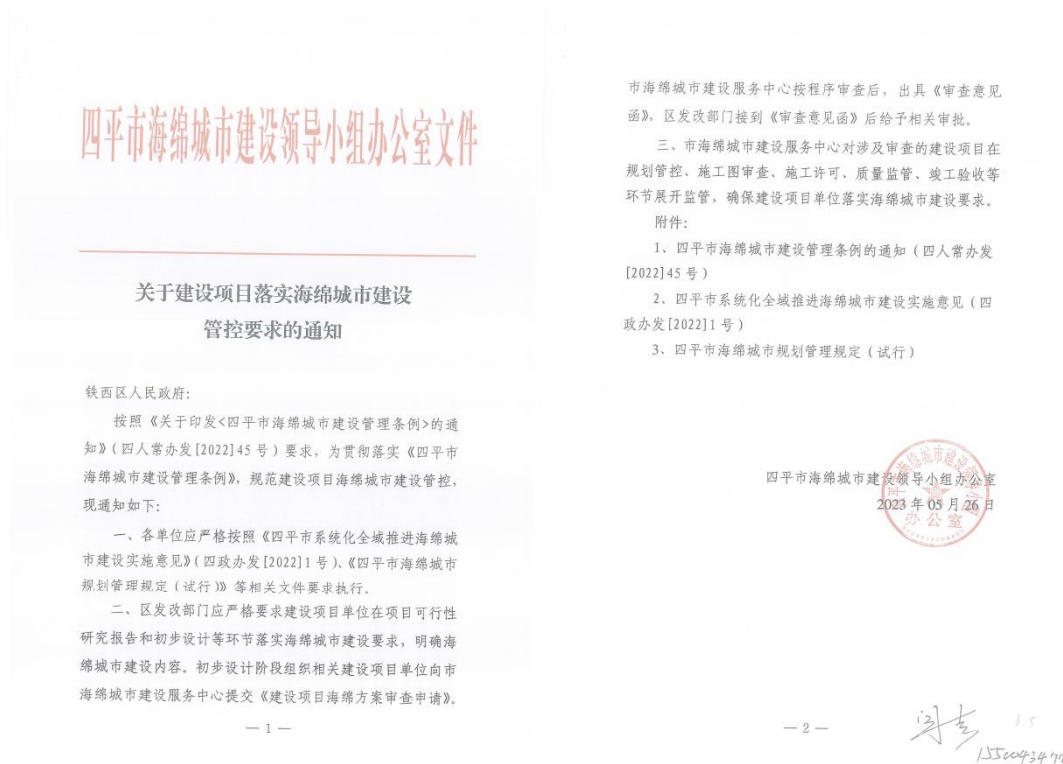 四平市海绵城市建设领导小组办公室文件
关于建设项目落实海绵城市建设
管控要求的通知
铁西区人民政府：
按照《关于印发<四平市海绵城市建设管理条例>的通
知》（四人常办发[2022]45号）要求，为贯彻落实《四平市
海绵城市建设管理条例》，规范建设项目海绵城市建设管控，
现通知如下：
一、各单位应严格按照《四平市系统化全域推进海绵城
市建设实施意见》（四政办发[2022]1号）、《四平市海绵城市
规划管理规定（试行）》等相关文件要求执行。
二、区发改部门应严格要求建设项目单位在项目可行性
研究报告和初步设计等环节落实海绵城市建设要求，明确海
绵城市建设内容。初步设计阶段组织相关建设项目单位向市
海绵城市建设服务中心提交《建设项目海绵方案审查申请》。
— 1 —
市海绵城市建设服务中心按程序审查后，出具《审查意见
函》，区发改部门接到《审查意见函》后给予相关审批。
三、市海绵城市建设服务中心对涉及审查的建设项目在
规划管控、施工图审查、施工许可、质量监管、竣工验收等
环节展开监管，确保建设项目单位落实海绵城市建设要求。
附件：
1、四平市海绵城市建设管理条例的通知（四人常办发
[2022]45号）
2、四平市系统化全域推进海绵城市建设实施意见（四
政办发[2022]1号）
3、四平市海绵城市规划管理规定（试行）
四平市海绵城市建设领导小组办公室
2023年05月26日
办公室
— 2 —
6.5